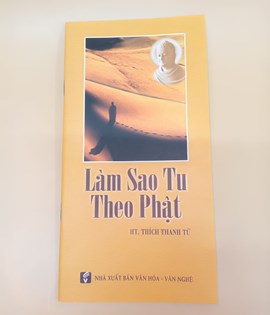 Làm Sao Tu
Theo Phật
HT. THÍCH THANH TỪ
NHÀ XUẤT BẢN VĂN HÓA - VĂN NGHỆ